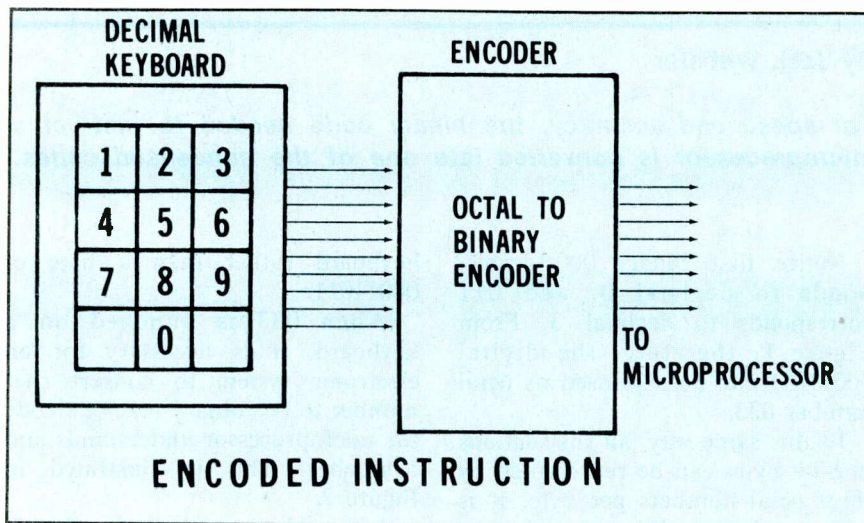 DECIMAL
KEYBOARD
ENCODER
1 2 3
4 5 6
7 8 9
0
OCTAL TO
BINARY
ENCODER
TO
MICROPROCESSOR
ENCODED INSTRUCTION